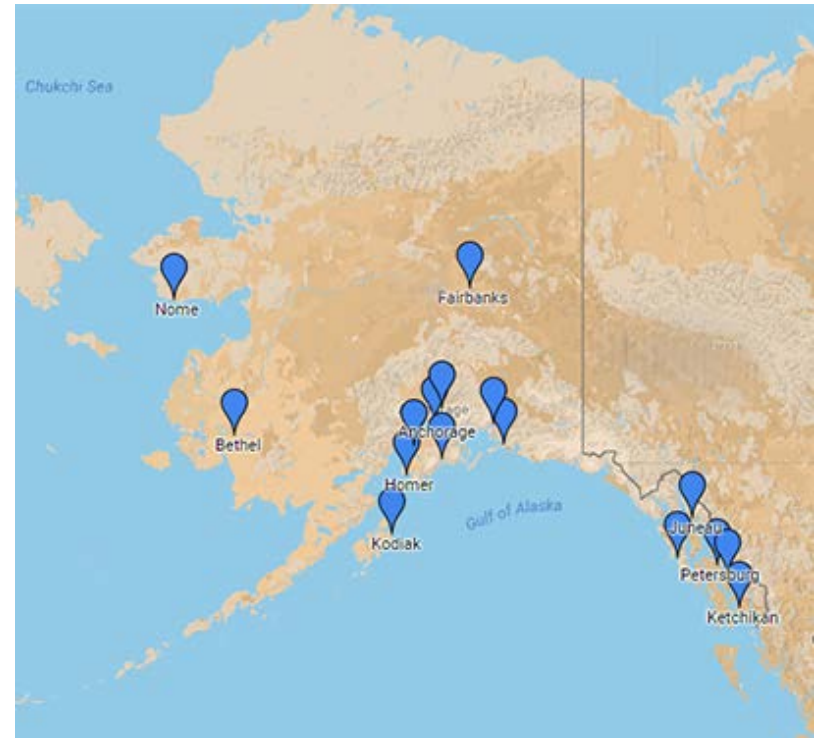 Chukchi Sea
Fairbanks
Nome
Anchorage
Bethel
Homer
Gulf of Alaska
Kodiak
Juneau
Petersburg
Ketchikan